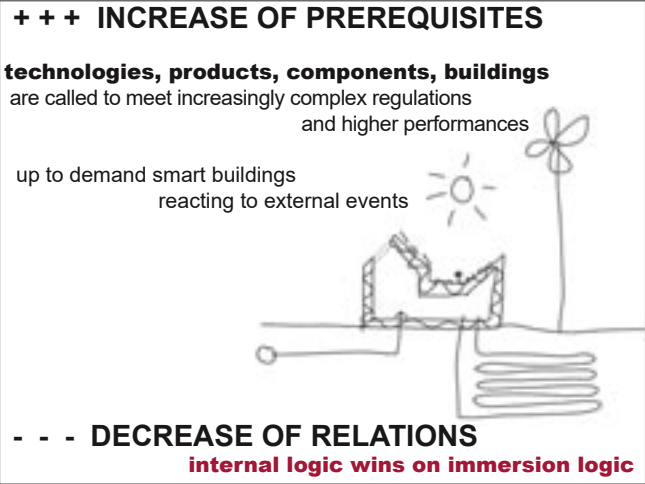 + + + INCREASE OF PREREQUISITES
technologies, products, components, buildings
are called to meet increasingly complex regulations
and higher performances
up to demand smart buildings
reacting to external events
- - - DECREASE OF RELATIONS
internal logic wins on immersion logic